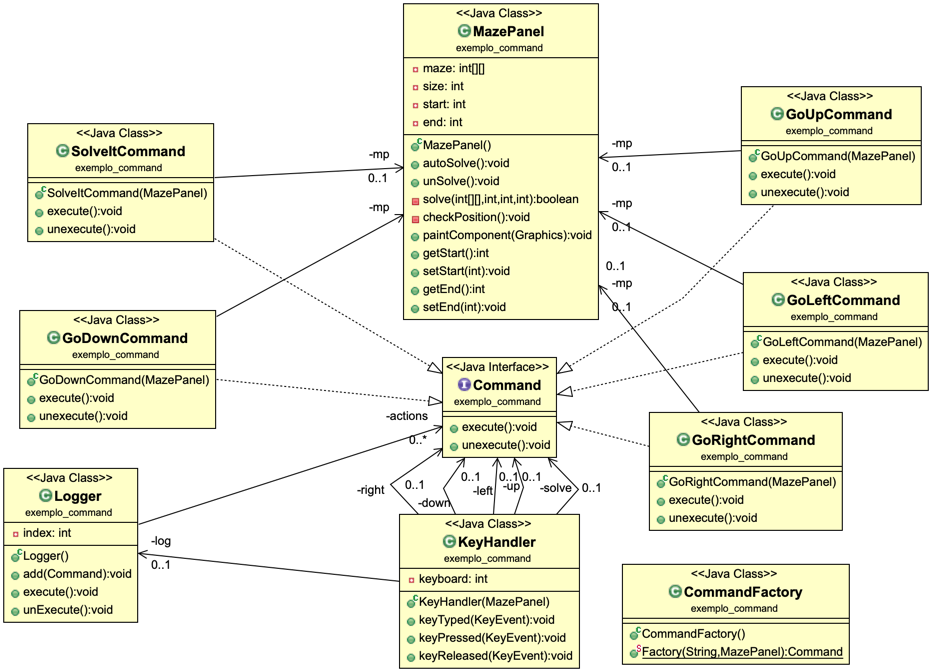 <<Java Class>>
MazePanel
exemplo_command
maze: int[][]
size: int
start: int
end: int
MazePanel()
autoSolve():void
unSolve():void
solve(int[][],int,int,int):boolean
checkPosition():void
paintComponent(Graphics):void
getStart():int
setStart(int):void
getEnd():int
setEnd(int):void
<<Java Class>>
SolveItCommand
exemplo_command
SolveItCommand(MazePanel)
execute():void
unexecute():void
-mp
0..1
<<Java Class>>
GoUpCommand
exemplo_command
GoUpCommand(MazePanel)
execute():void
unexecute():void
-mp
0..1
-mp
-mp
0..1
0..1
-mp
0..1
<<Java Class>>
GoLeftCommand
exemplo_command
GoLeftCommand(MazePanel)
execute():void
unexecute():void
<<Java Class>>
GoDownCommand
exemplo_command
GoDownCommand(MazePanel)
execute():void
unexecute():void
<<Java Interface>>
Command
exemplo_command
execute():void
unexecute():void
<<Java Class>>
GoRightCommand
exemplo_command
GoRightCommand(MazePanel)
execute():void
unexecute():void
-actions
0..*
-right
0..1
-down
0..1
-left
0..1
-up
0..1
-solve
0..1
<<Java Class>>
Logger
exemplo_command
index: int
Logger()
add(Command):void
execute():void
unExecute():void
-log
0..1
<<Java Class>>
KeyHandler
exemplo_command
keyboard: int
KeyHandler(MazePanel)
keyTyped(KeyEvent):void
keyPressed(KeyEvent):void
keyReleased(KeyEvent):void
<<Java Class>>
CommandFactory
exemplo_command
CommandFactory()
Factory(String,MazePanel):Command